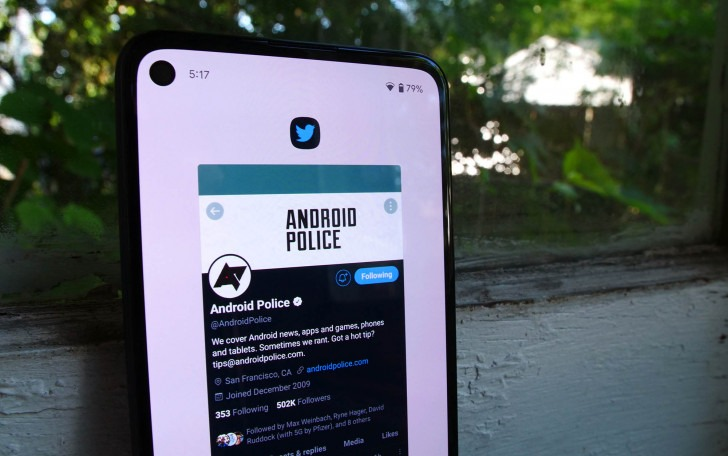 5:17
79%
ANDROID
POLICE
Following
Android Police
@AndroidPolice
We cover Android news, apps and games, phones
and tablets. Sometimes we rant. Got a hot tip?
tips@androidpolice.com.
San Francisco, CA androidpolice.com
Joined December 2009
353 Following 502K Followers
Followed by Max Weinbach, Ryne Hager, David
Ruddock (with 5G by Pfizer), and 8 others
& replies Media Likes